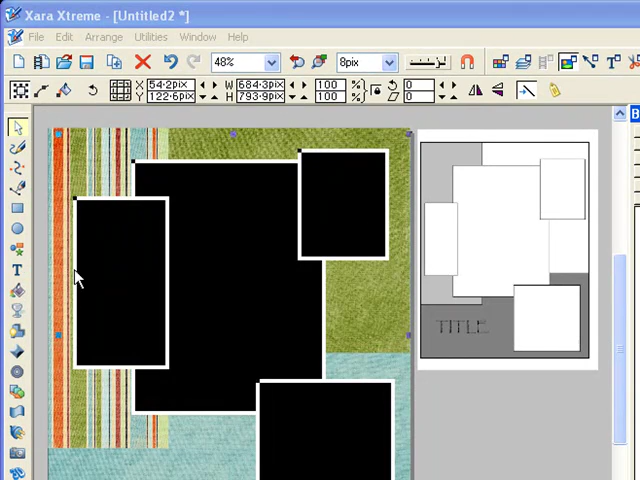 Xara Xtreme - [Untitled2 *]
File Edit Arrange Utilities Window Help
48% 8pix
X 54·2pix W 684·3pix 100 % 0
Y 122·6pix H 793·9pix 100 % 0
B
TITLE